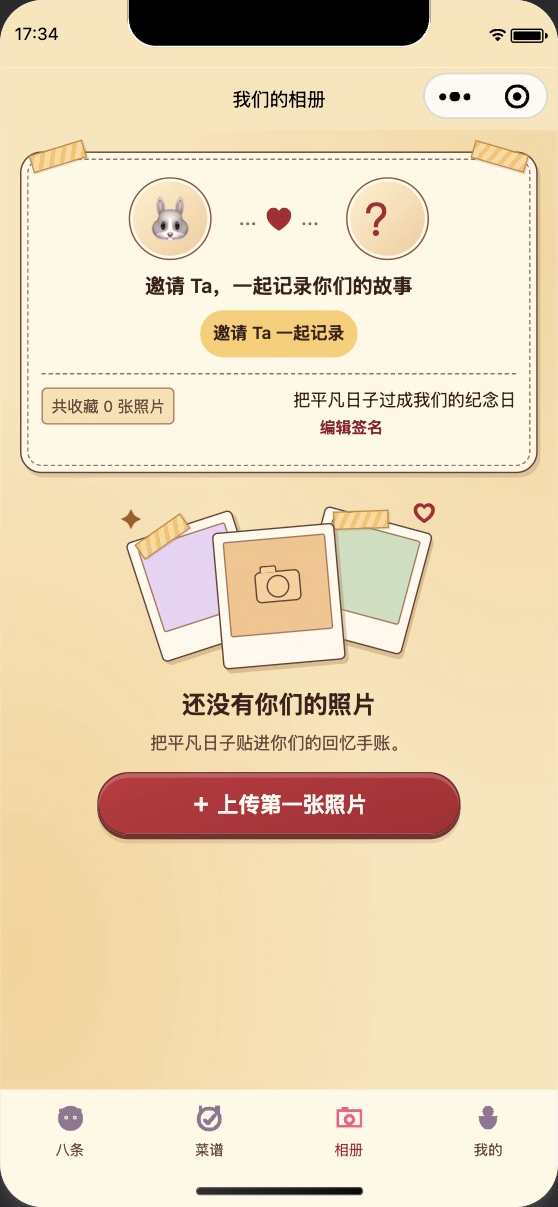 17:34
我们的相册
?
邀请 Ta，一起记录你们的故事
邀请 Ta 一起记录
共收藏 0 张照片
把平凡日子过成我们的纪念日
编辑签名
还没有你们的照片
把平凡日子贴进你们的回忆手账。
+ 上传第一张照片
八条
菜谱
相册
我的